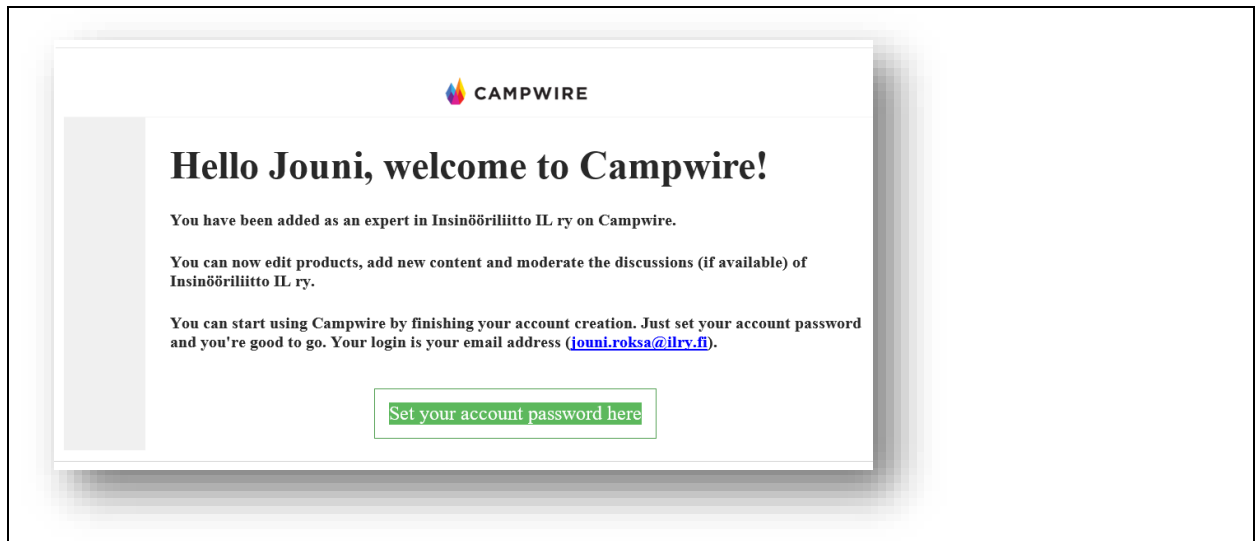 CAMPWIRE
Hello Jouni, welcome to Campwire!
You have been added as an expert in Insinööriliitto IL ry on Campwire.
You can now edit products, add new content and moderate the discussions (if available) of
Insinööriliitto IL ry.
You can start using Campwire by finishing your account creation. Just set your account password
and you're good to go. Your login is your email address (jouni.roksa@ilry.fi).
Set your account password here